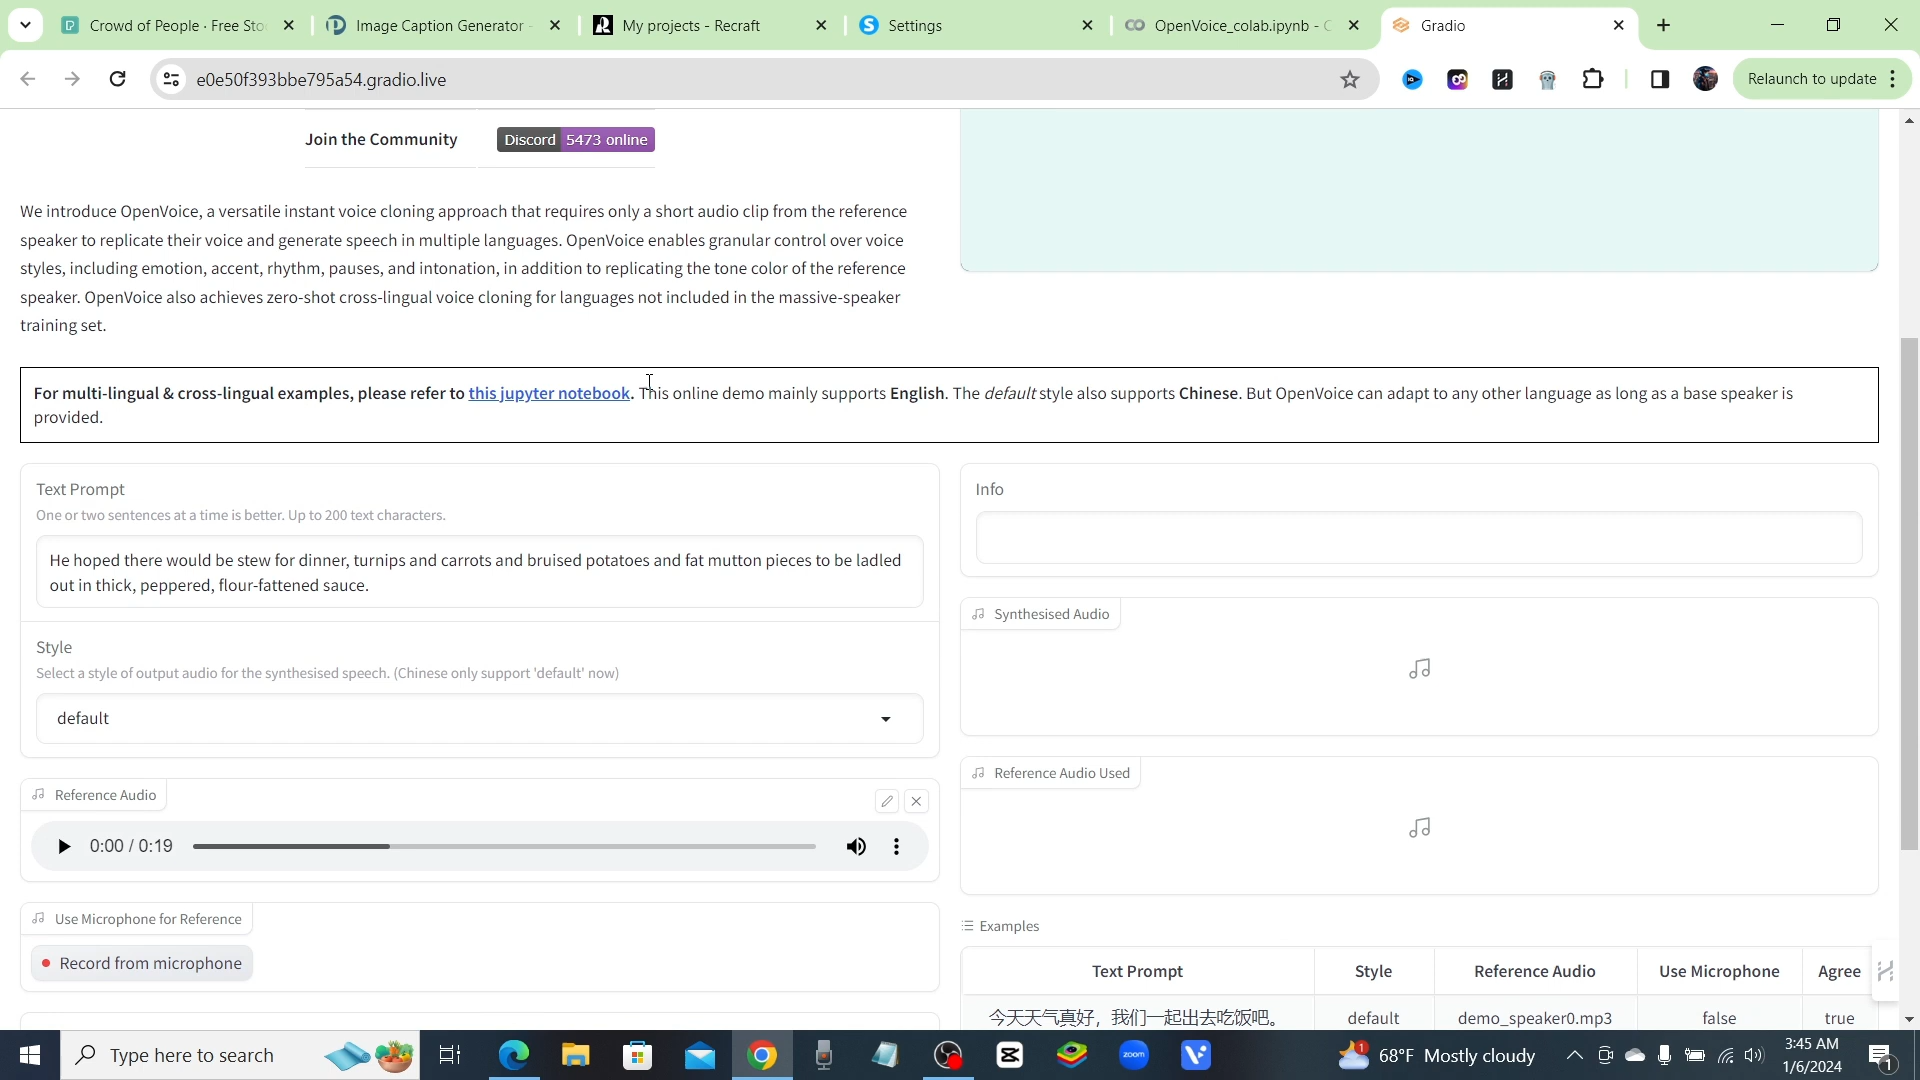 Crowd of People · Free Sto
Image Caption Generator -
My projects - Recraft
Settings
OpenVoice_colab.ipynb - C
Gradio
e0e50f393bbe795a54.gradio.live
Relaunch to update
Join the Community
Discord 5473 online
We introduce OpenVoice, a versatile instant voice cloning approach that requires only a short audio clip from the reference
speaker to replicate their voice and generate speech in multiple languages. OpenVoice enables granular control over voice
styles, including emotion, accent, rhythm, pauses, and intonation, in addition to replicating the tone color of the reference
speaker. OpenVoice also achieves zero-shot cross-lingual voice cloning for languages not included in the massive-speaker
training set.
For multi-lingual & cross-lingual examples, please refer to this jupyter notebook. This online demo mainly supports English. The default style also supports Chinese. But OpenVoice can adapt to any other language as long as a base speaker is
provided.
Text Prompt
One or two sentences at a time is better. Up to 200 text characters.
He hoped there would be stew for dinner, turnips and carrots and bruised potatoes and fat mutton pieces to be ladled
out in thick, peppered, flour-fattened sauce.
Style
Select a style of output audio for the synthesised speech. (Chinese only support 'default' now)
default
Reference Audio
0:00 / 0:19
Use Microphone for Reference
Record from microphone
Info
Synthesised Audio
Reference Audio Used
Examples
Text Prompt Style Reference Audio Use Microphone Agree
今天天气真好，我们一起出去吃饭吧。 default demo_speaker0.mp3 false true
Type here to search
zoom
1
68°F Mostly cloudy
3:45 AM
1/6/2024
1